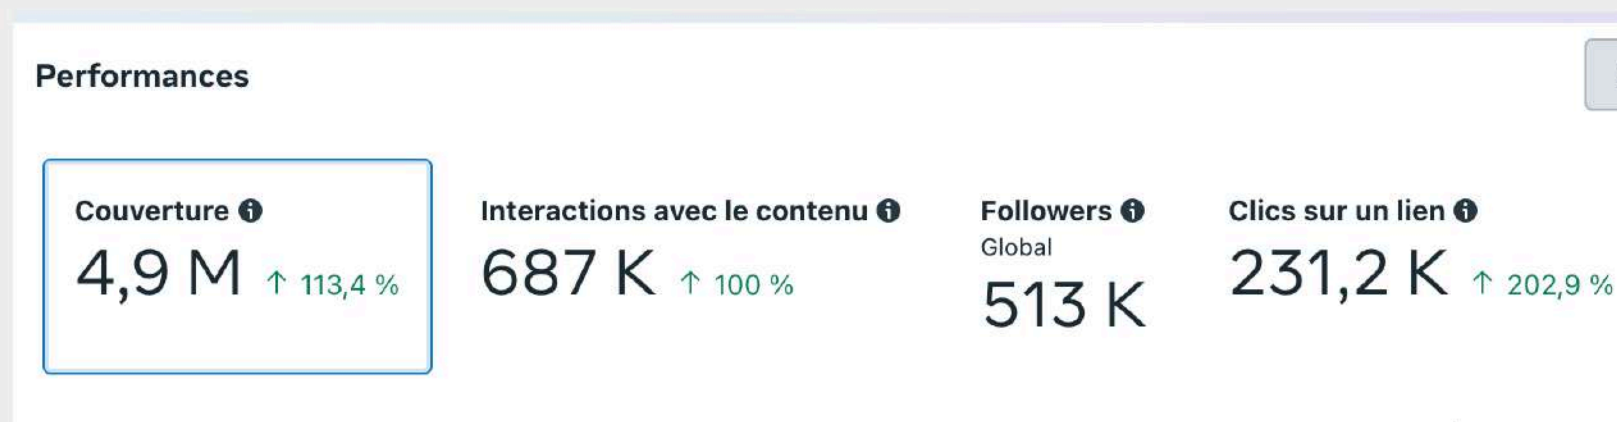 Performances
Couverture
4,9 M ↑ 113,4 %
Interactions avec le contenu
687 K ↑ 100 %
Followers
Global
513 K
Clics sur un lien
231,2 K ↑ 202,9 %